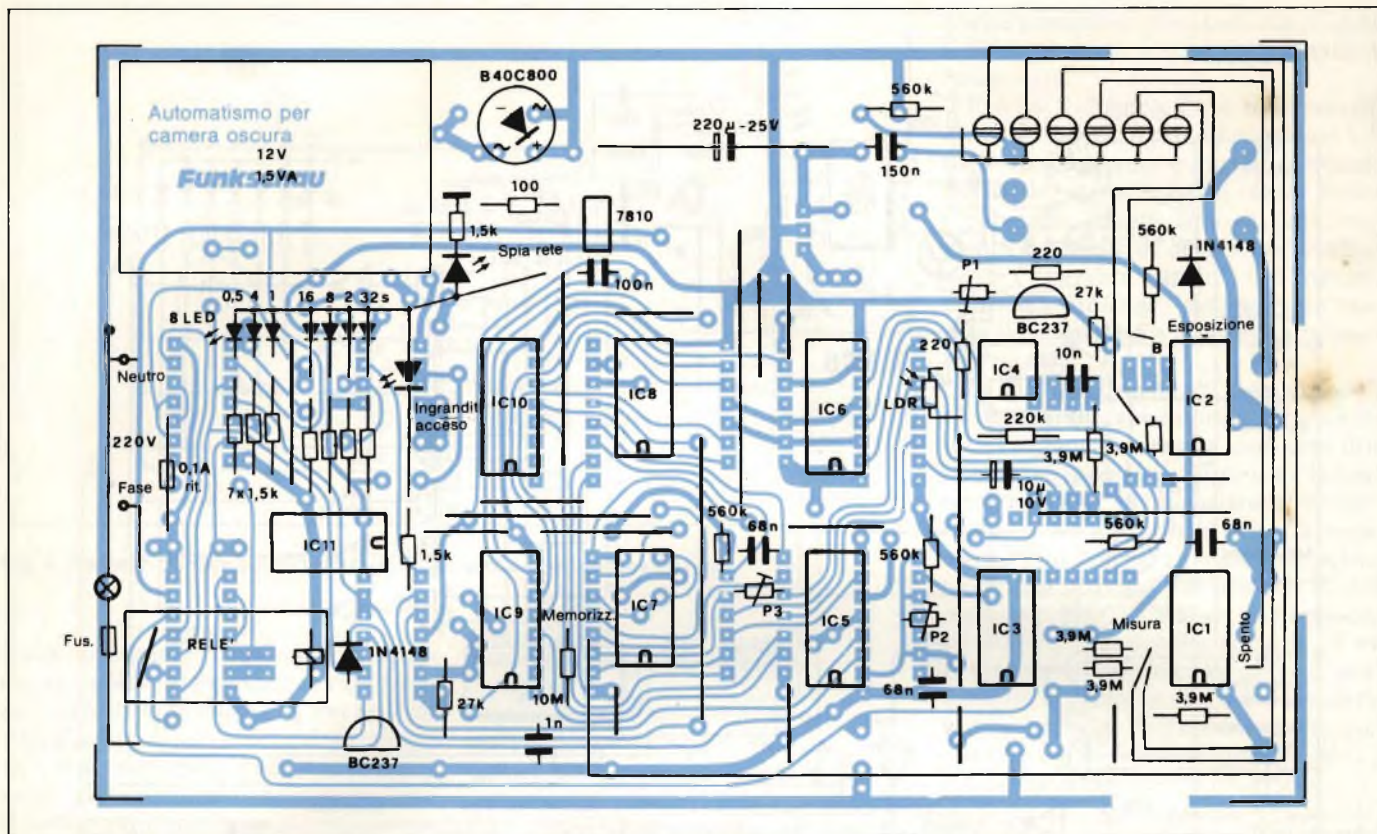 B40C800
560k
Automatismo per
camera oscura
12V
1,5VA
Funkschau
220µ-25V
150n
100
7810
1,5k
Spia rete
100n
560k
1N4148
P1
220
27k
BC237
0,5 4 1 16 8 2 32s
8 LED
Neutro
Ingrandit.
acceso
IC10
IC8
IC6
LDR
220
IC4
10n
B
Esposizione
IC2
220V
0,1A
rit.
Fase
7x1,5k
220k
3,9M
3,9M
10µ
10V
IC11
1,5k
560k
68n
P3
560k
560k
68n
IC9
Memorizz.
IC7
IC5
P2
IC3
Misura
IC1
Spento
Fus.
RELE'
1N4148
3,9M
3,9M
3,9M
27k
10M
1n
68n
BC237